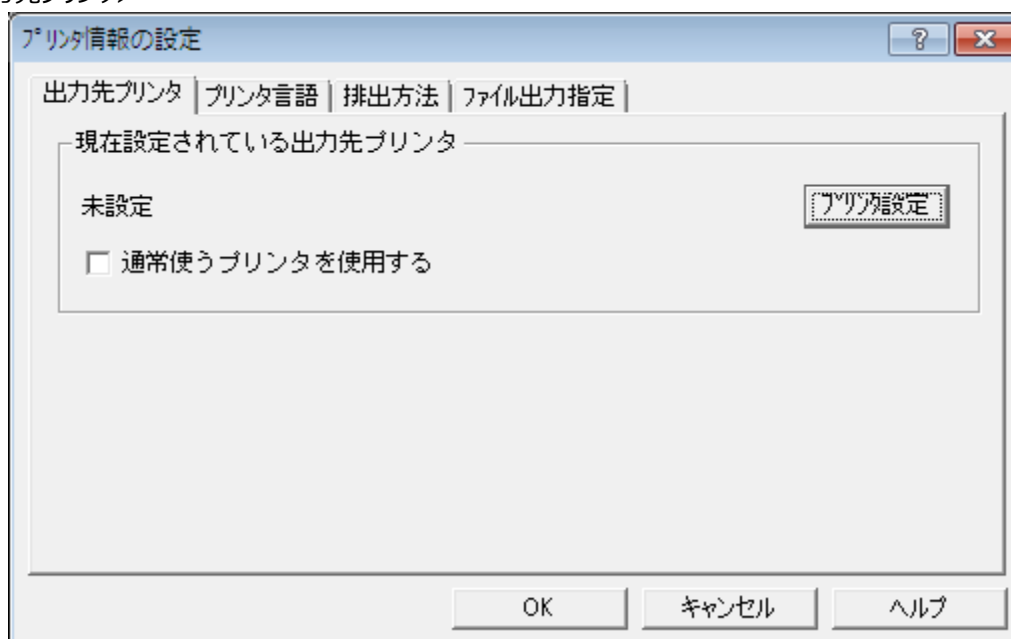 プリンタ情報の設定
出力先プリンタ プリンタ言語 排出方法 ファイル出力指定
現在設定されている出力先プリンタ
未設定 プリンタ設定
通常使うプリンタを使用する
OK キャンセル ヘルプ